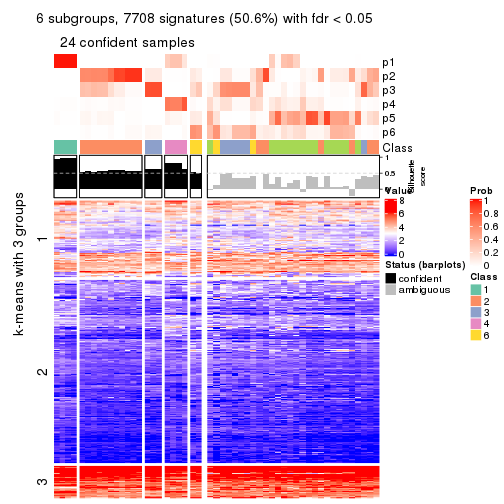 6 subgroups, 7708 signatures (50.6%) with fdr < 0.05
24 confident samples
p1
p2
p3
p4
p5
p6
Class
1
0.5
0
Silhouette
score
k-means with 3 groups
1
2
3
Value
8
6
4
2
0
Status (barplots)
confident
ambiguous
Prob
1
0.8
0.6
0.4
0.2
0
Class
1
2
3
4
6